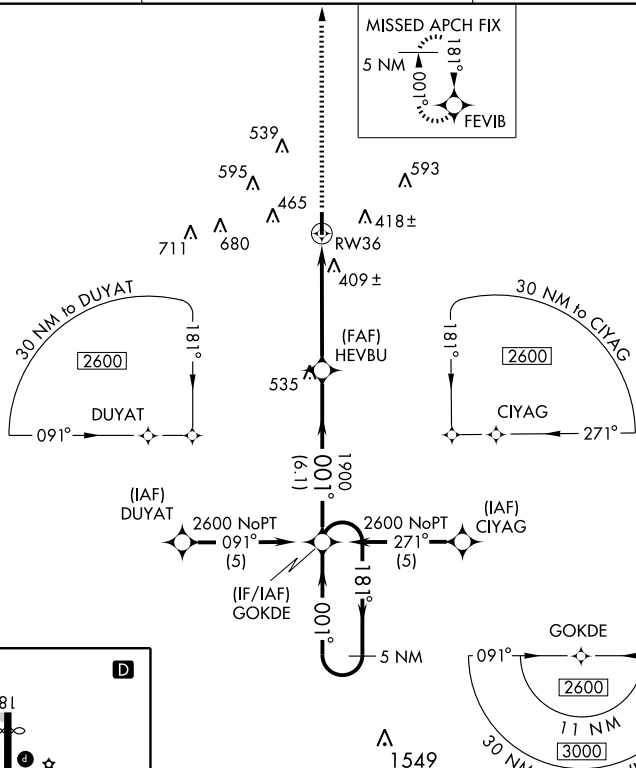 MISSED APCH FIX
5 NM
001°
181°
FEVIB
539
595
593
465
418±
711
680
RW36
409±
30 NM to DUYAT
181°
2600
DUYAT
091°
(FAF)
HEVBU
535
30 NM to CIYAG
181°
2600
CIYAG
271°
1900
001°
(6.1)
(IAF)
DUYAT
2600 NoPT
091°
(5)
2600 NoPT
271°
(5)
(IAF)
CIYAG
(IF/IAF)
GOKDE
001°
181°
5 NM
GOKDE
091°
2600
11 NM
3000
30 NM
D
18
P
1549